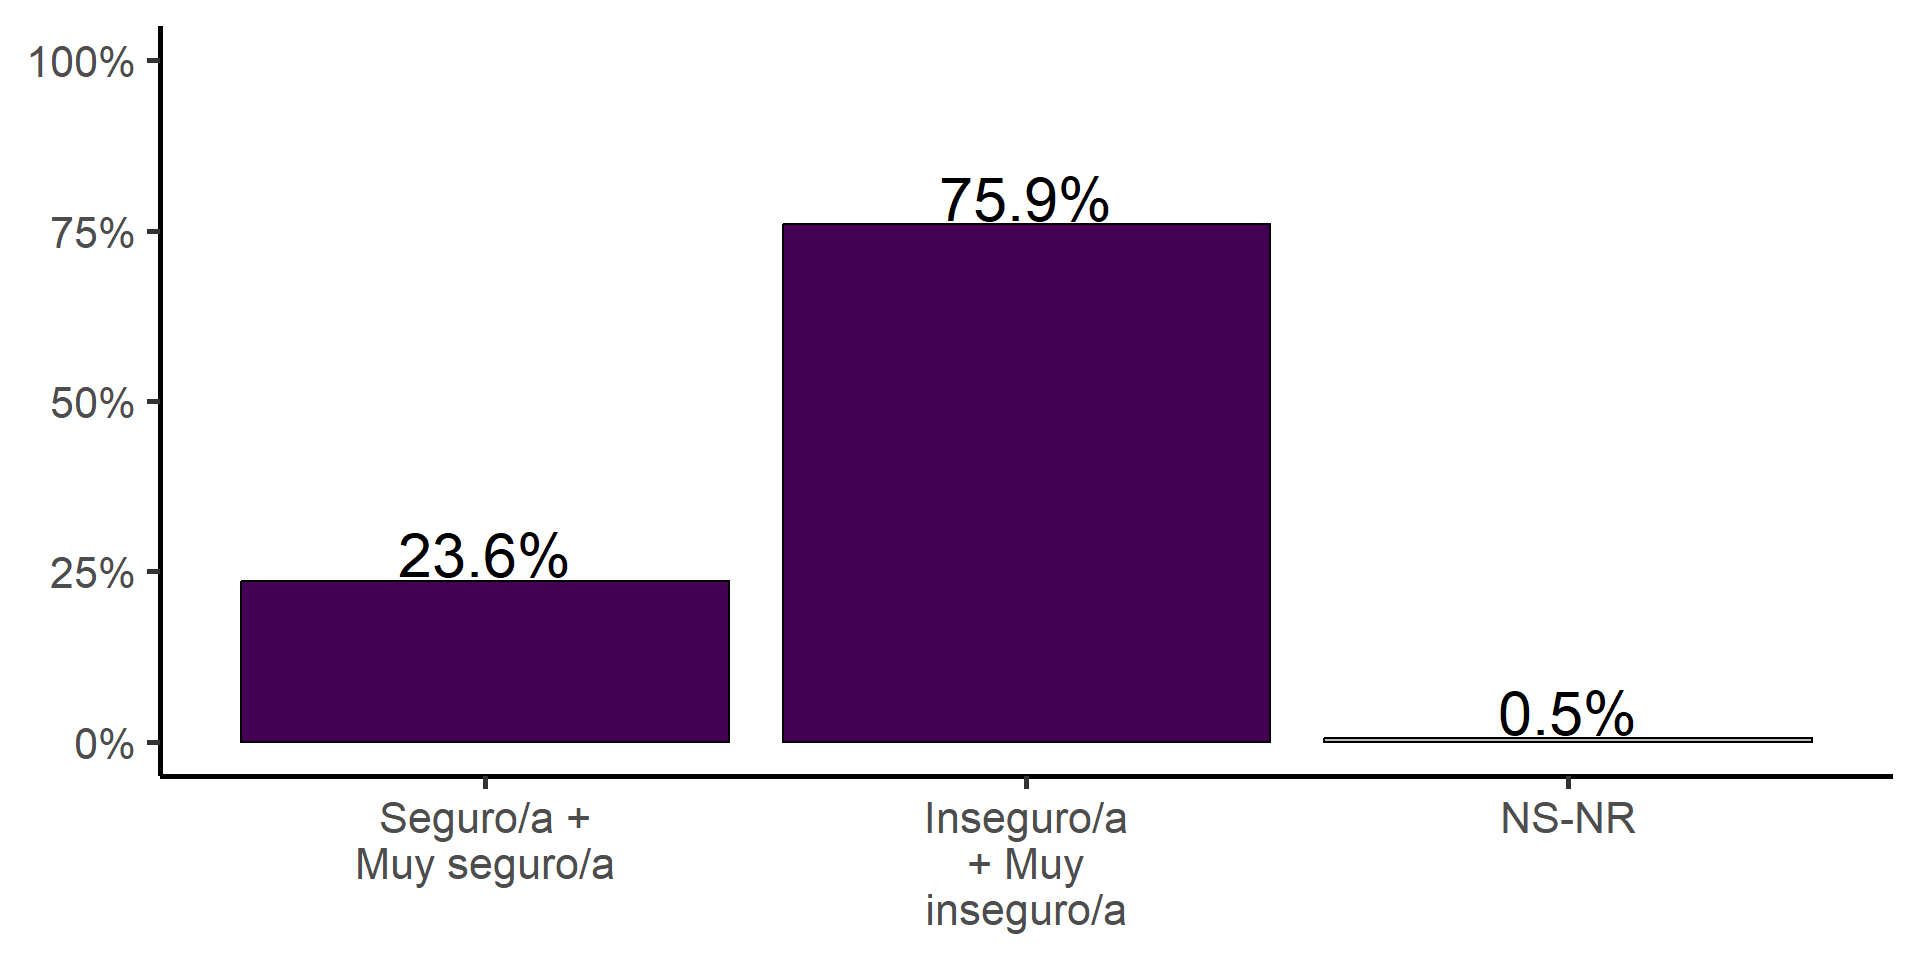 100%
75%
50%
25%
0%
23.6%
75.9%
0.5%
Seguro/a +
Muy seguro/a
Inseguro/a
+ Muy
inseguro/a
NS-NR